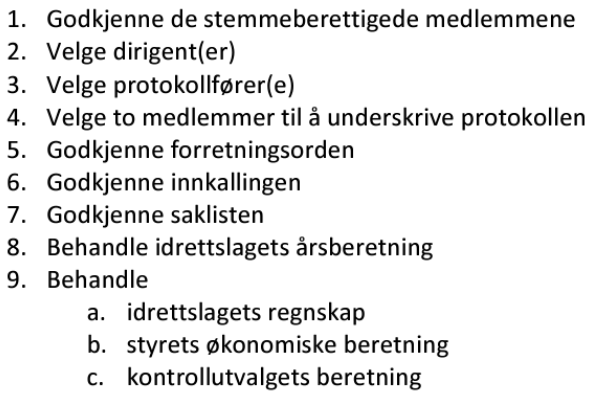 1. Godkjenne de stemmeberettigede medlemmene
2. Velge dirigent(er)
3. Velge protokollfører(e)
4. Velge to medlemmer til å underskrive protokollen
5. Godkjenne forretningsorden
6. Godkjenne innkallingen
7. Godkjenne saklisten
8. Behandle idrettslagets årsberetning
9. Behandle
a. idrettslagets regnskap
b. styrets økonomiske beretning
c. kontrollutvalgets beretning